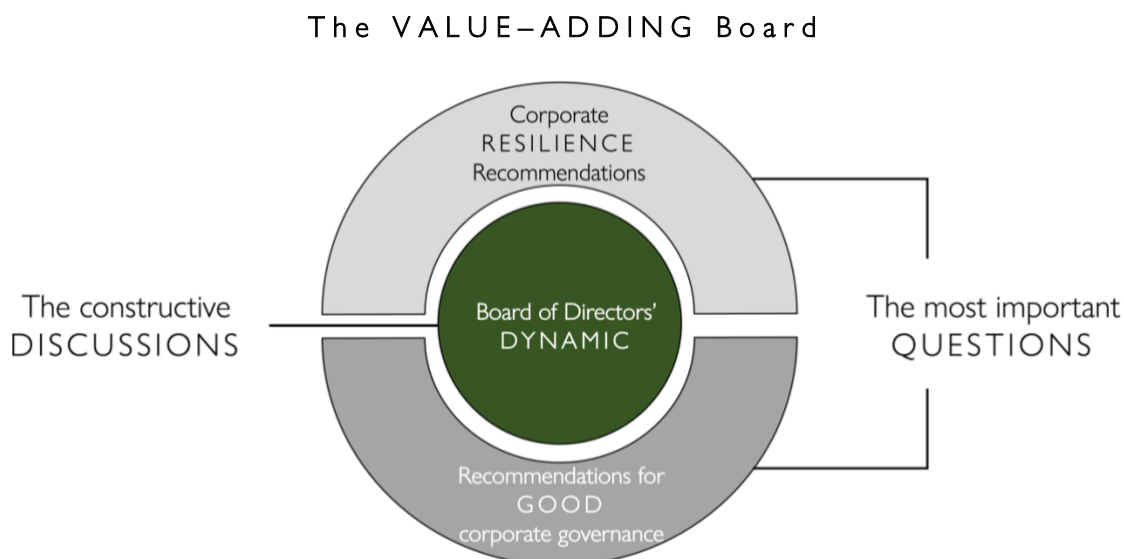 The VALUE–ADDING Board
Corporate
RESILIENCE
Recommendations
The constructive
DISCUSSIONS
Board of Directors’
DYNAMIC
The most important
QUESTIONS
Recommendations for
GOOD
corporate governance